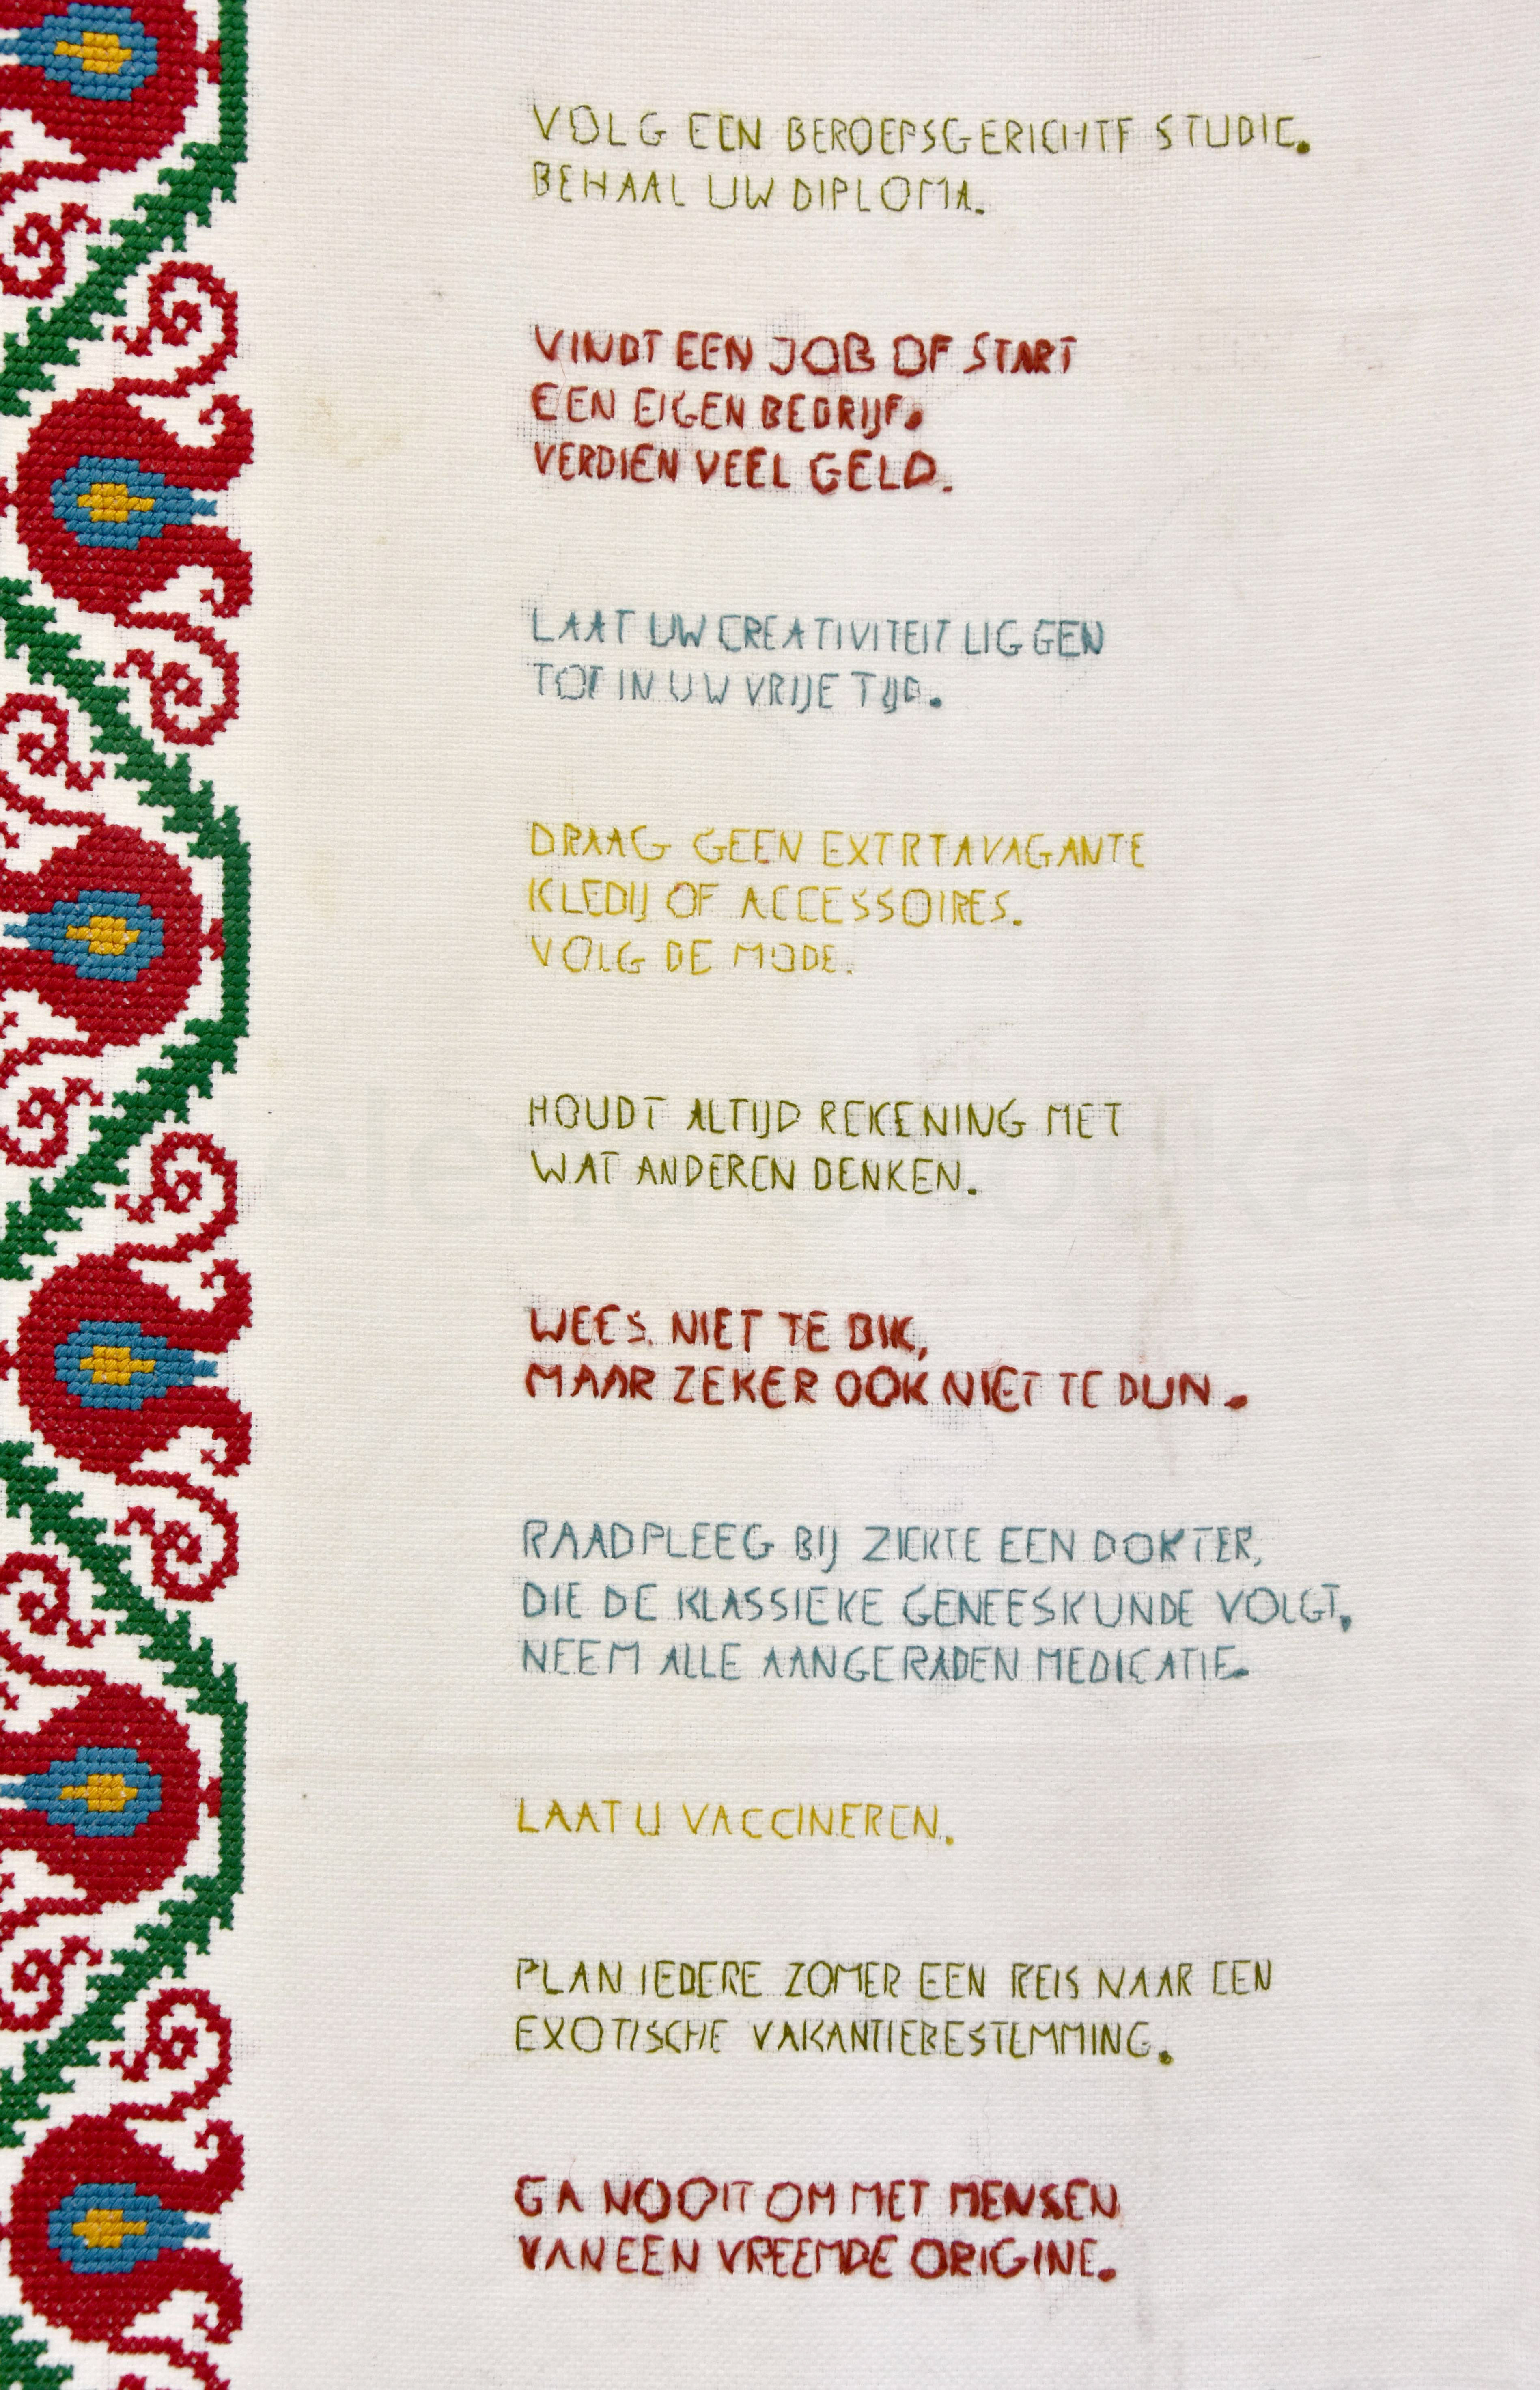 VOLG EEN BEROEPSGERICHTE STUDIE.
BEHAAL UW DIPLOMA.
VINDT EEN JOB OF START
EEN EIGEN BEDRIJF.
VERDIEN VEEL GELD.
LAAT UW CREATIVITEIT LIGGEN
TOT IN UW VRIJE TIJD.
DRAAG GEEN EXTRTAVAGANTE
KLEDIJ OF ACCESSOIRES.
VOLG DE MODE.
HOUDT ALTIJD REKENING MET
WAT ANDEREN DENKEN.
WEES NIET TE DIK,
MAAR ZEKER OOK NIET TE DUN.
RAADPLEEG BIJ ZIEKTE EEN DOKTER,
DIE DE KLASSIEKE GENEESKUNDE VOLGT.
NEEM ALLE AANGERADEN MEDICATIE.
LAAT U VACCINEREN.
PLAN IEDERE ZOMER EEN REIS NAAR EEN
EXOTISCHE VAKANTIEBESTEMMING.
GA NOOIT OM MET MENSEN
VAN EEN VREEMDE ORIGINE.